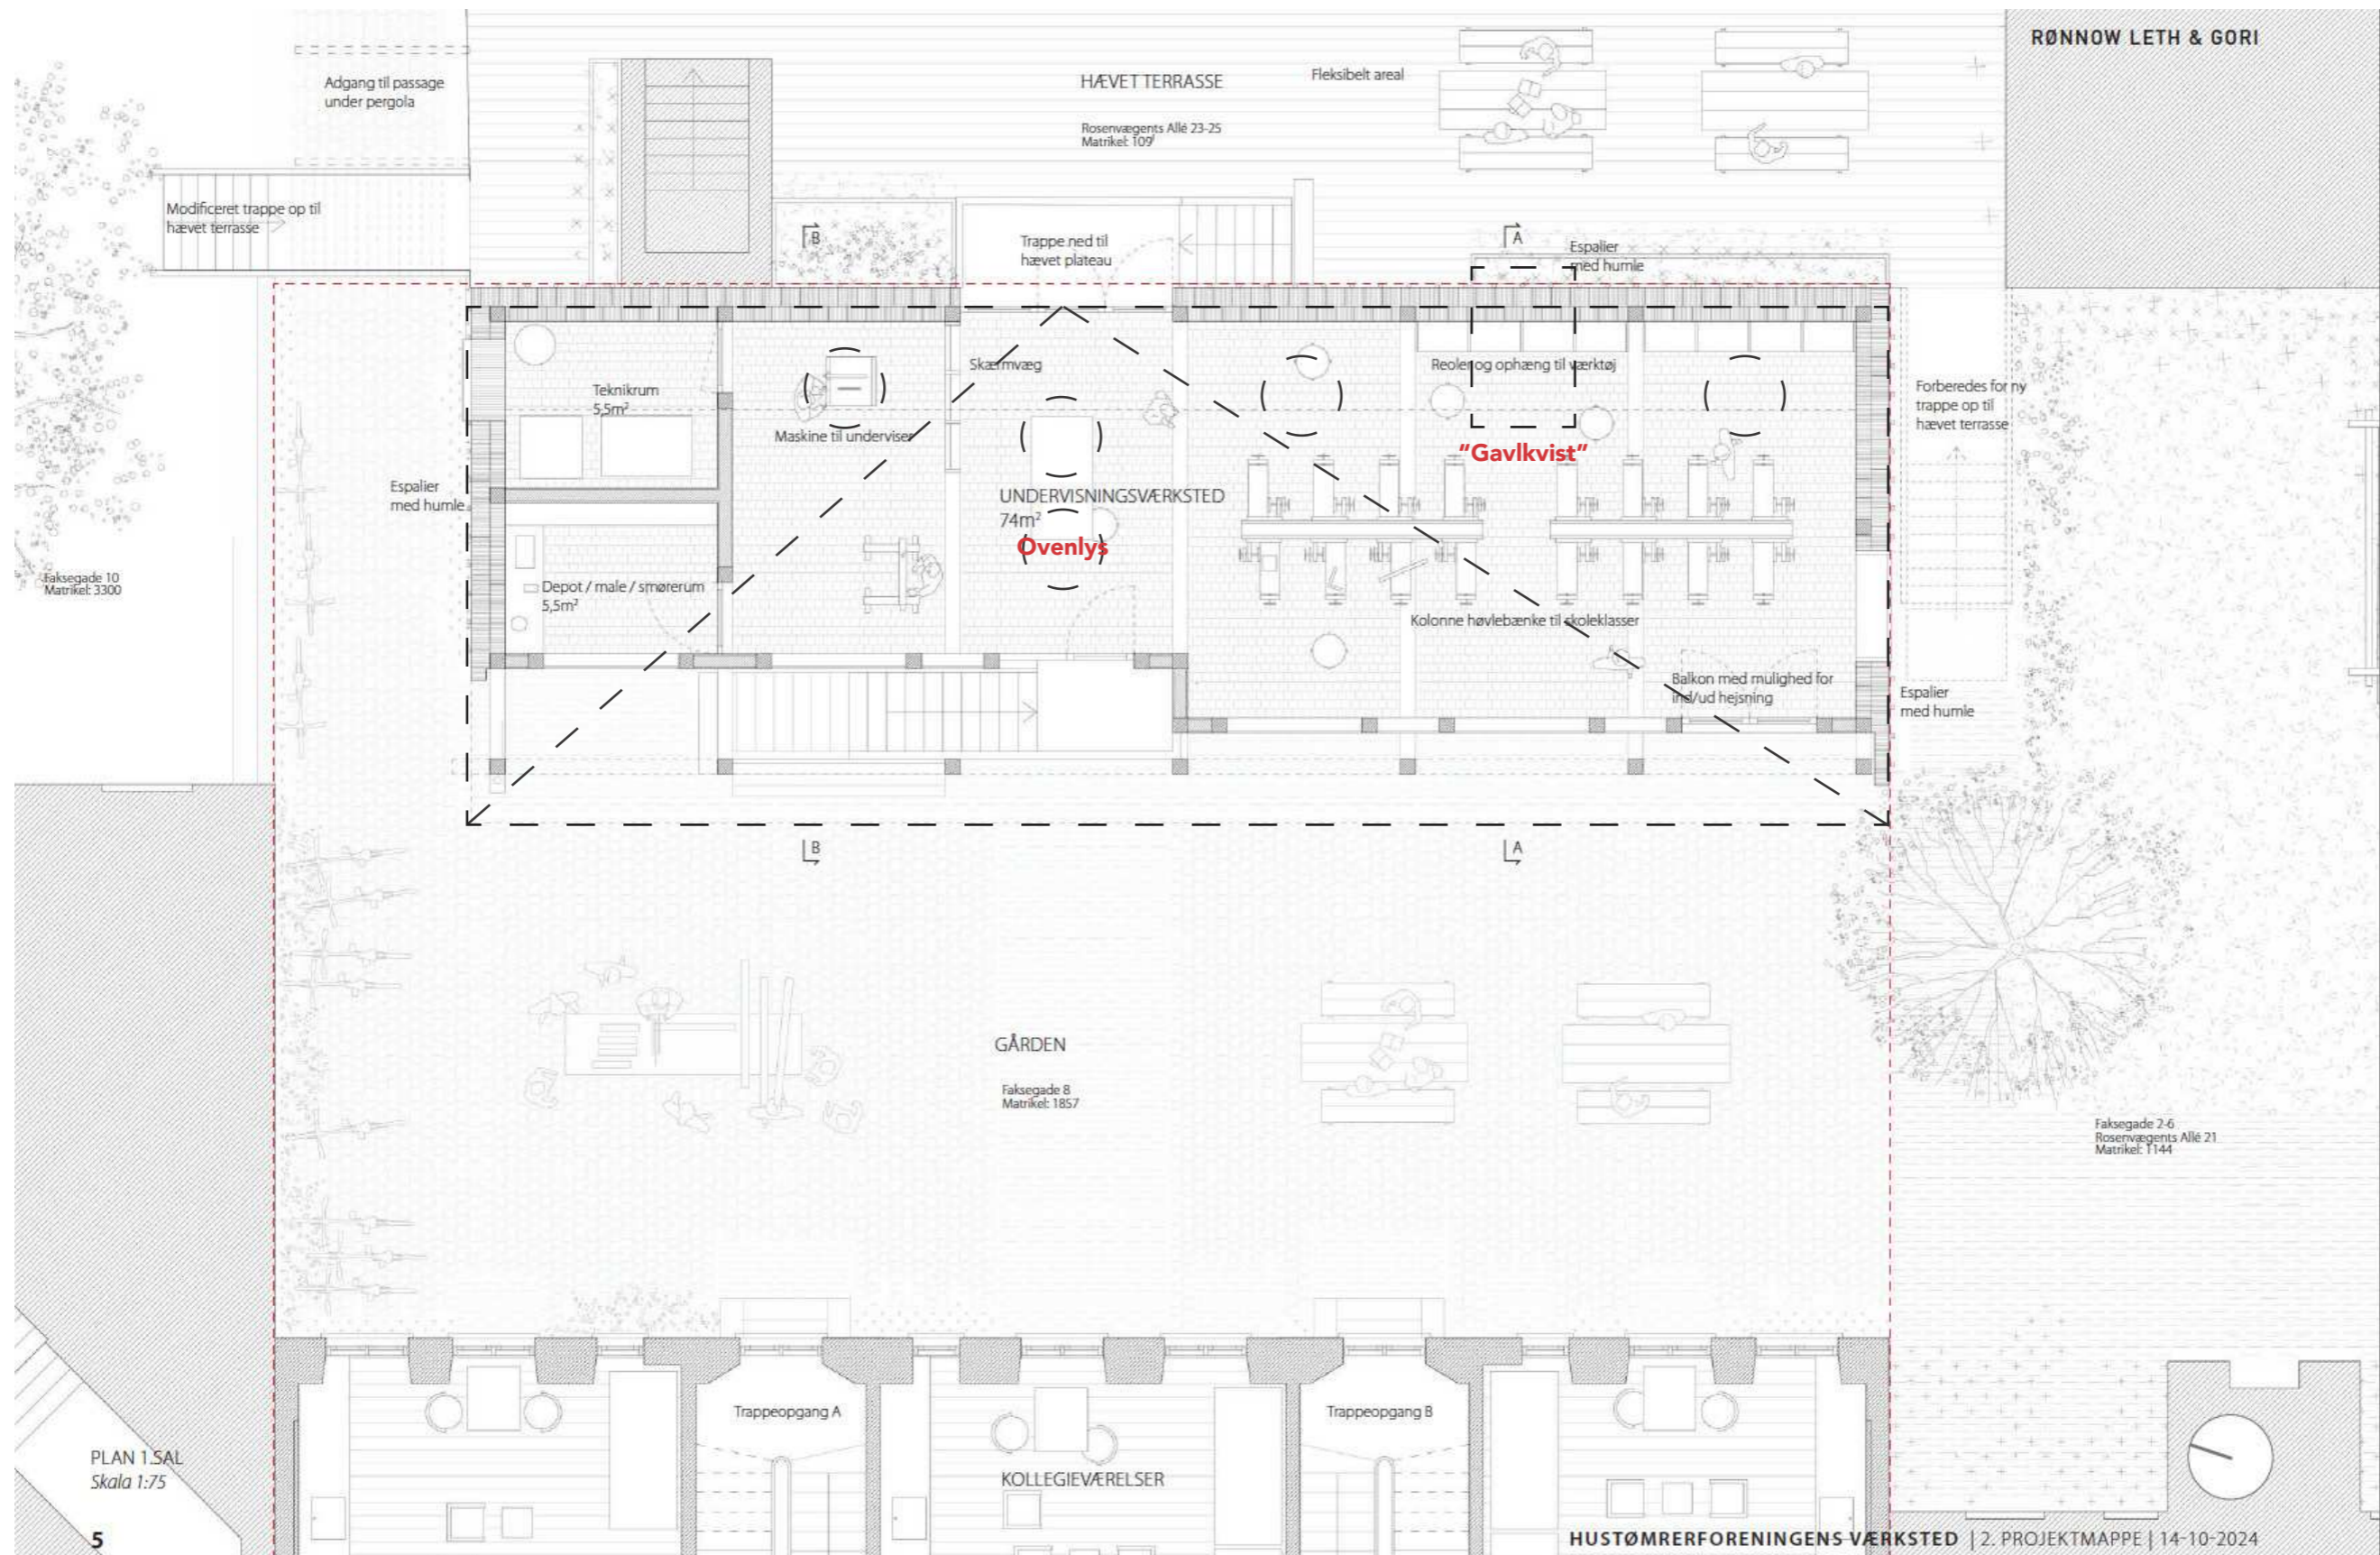 RØNNOW LETH & GORI
Adgang til passage
under pergola
HÆVET TERRASSE
Fleksibelt areal
Rosenvægents Allé 23-25
Matrikel: 109
Modificeret trappe op til
hævet terrasse
B
Trappe ned til
hævet plateau
A
Espalier
med humle
Skærmvæg
Reoler og ophæng til værktøj
Teknikrum
5,5m²
Forberedes for ny
trappe op til
hævet terrasse
Maskine til underviser
"Gavlkvist"
Espalier
med humle
UNDERVISNINGSVÆRKSTED
74m²
Ovenlys
Faksegade 10
Matrikel: 3300
Depot / male / smørerum
5,5m²
Kolonne høvlebænke til skoleklasser
Balkon med mulighed for
ind/ud hejsning
Espalier
med humle
B
A
GÅRDEN
Faksegade 8
Matrikel: 1857
Faksegade 2-6
Rosenvægents Allé 21
Matrikel: 1144
Trappeopgang A
Trappeopgang B
KOLLEGIEVÆRELSER
PLAN 1.SAL
Skala 1:75
5
HUSTØMRERFORENINGENS VÆRKSTED | 2. PROJEKTMAPPE | 14-10-2024